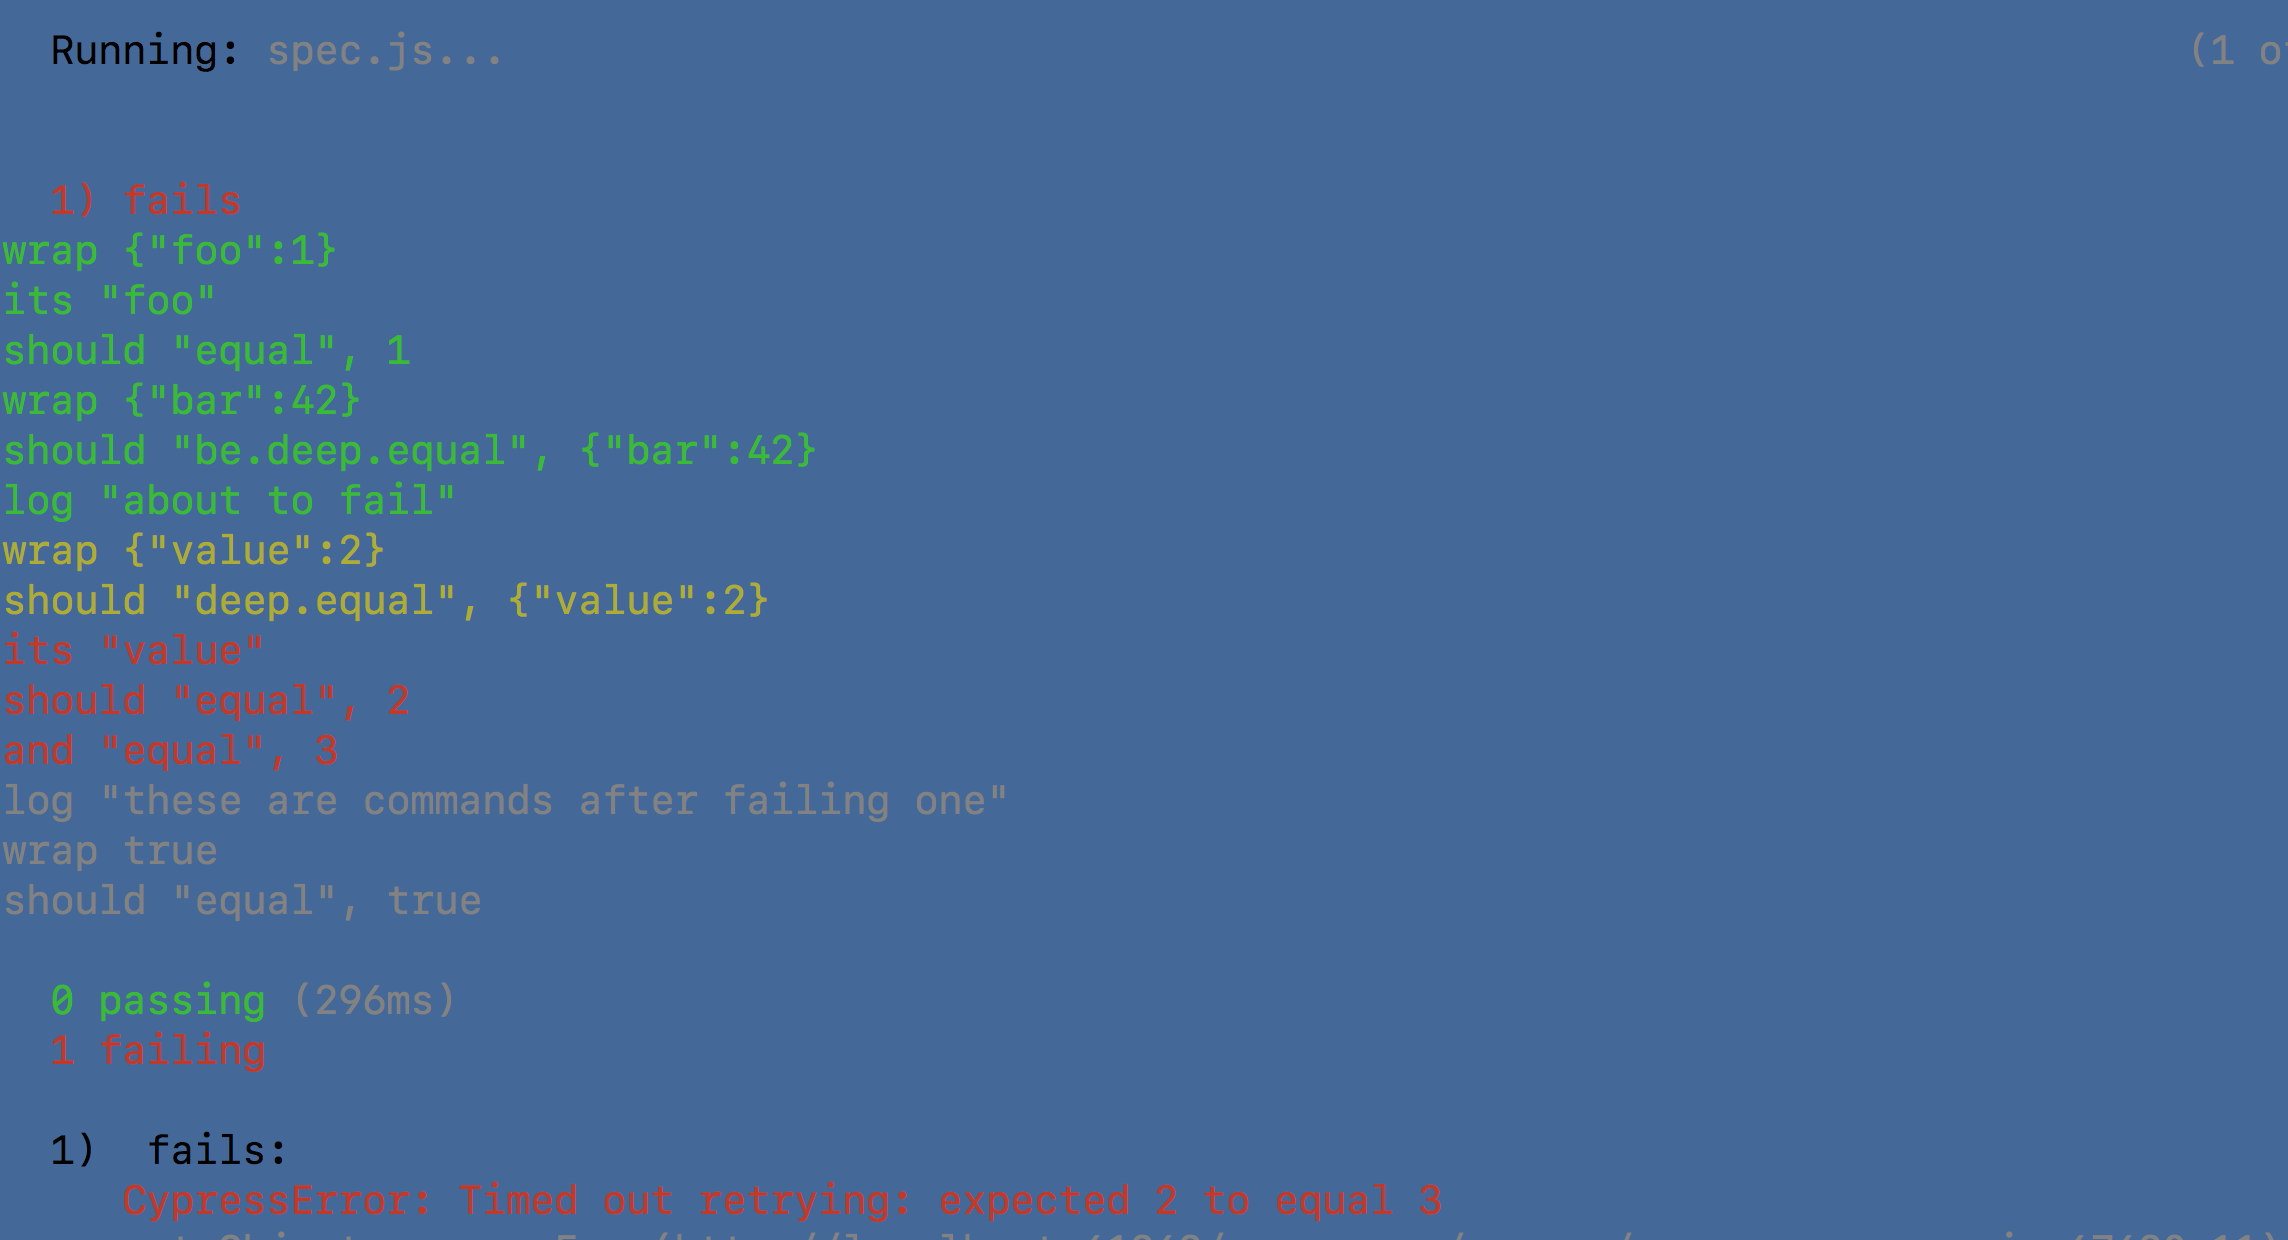 Running: spec.js... (1 of
1) fails
wrap {"foo":1}
its "foo"
should "equal", 1
wrap {"bar":42}
should "be.deep.equal", {"bar":42}
log "about to fail"
wrap {"value":2}
should "deep.equal", {"value":2}
its "value"
should "equal", 2
and "equal", 3
log "these are commands after failing one"
wrap true
should "equal", true
0 passing (296ms)
1 failing
1) fails:
CypressError: Timed out retrying: expected 2 to equal 3